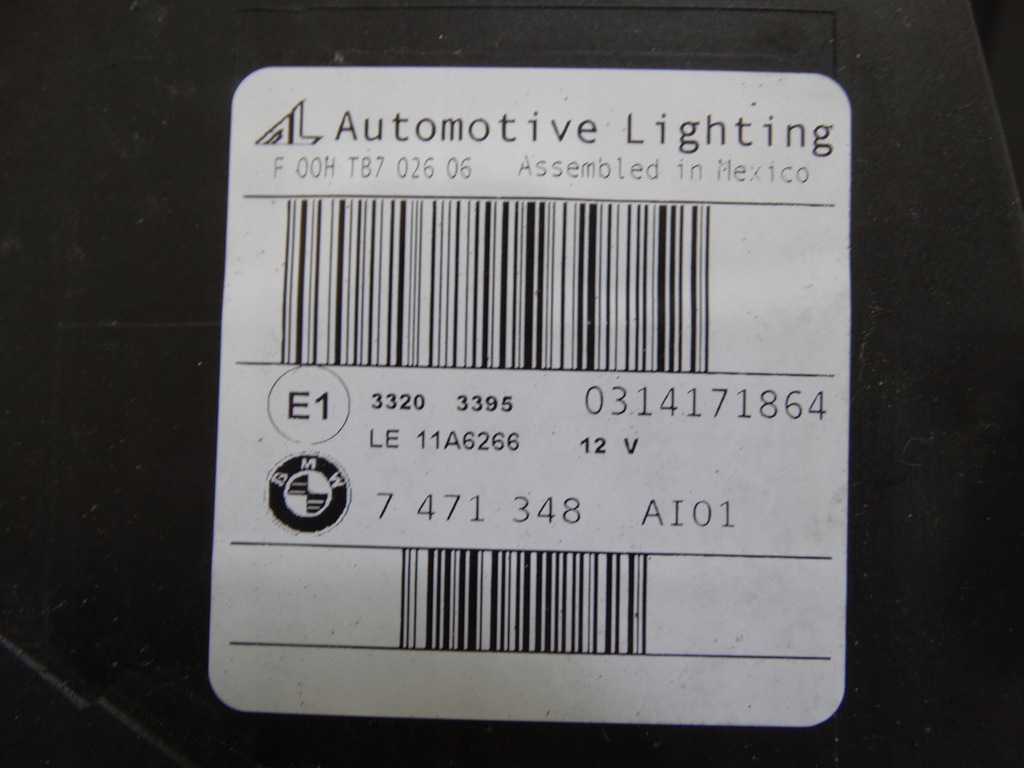 AL Automotive Lighting
F 00H TB7 026 06 Assembled in Mexico
E1 3320 3395 0314171864
LE 11A6266 12 V
BMW 7 471 348 AI01